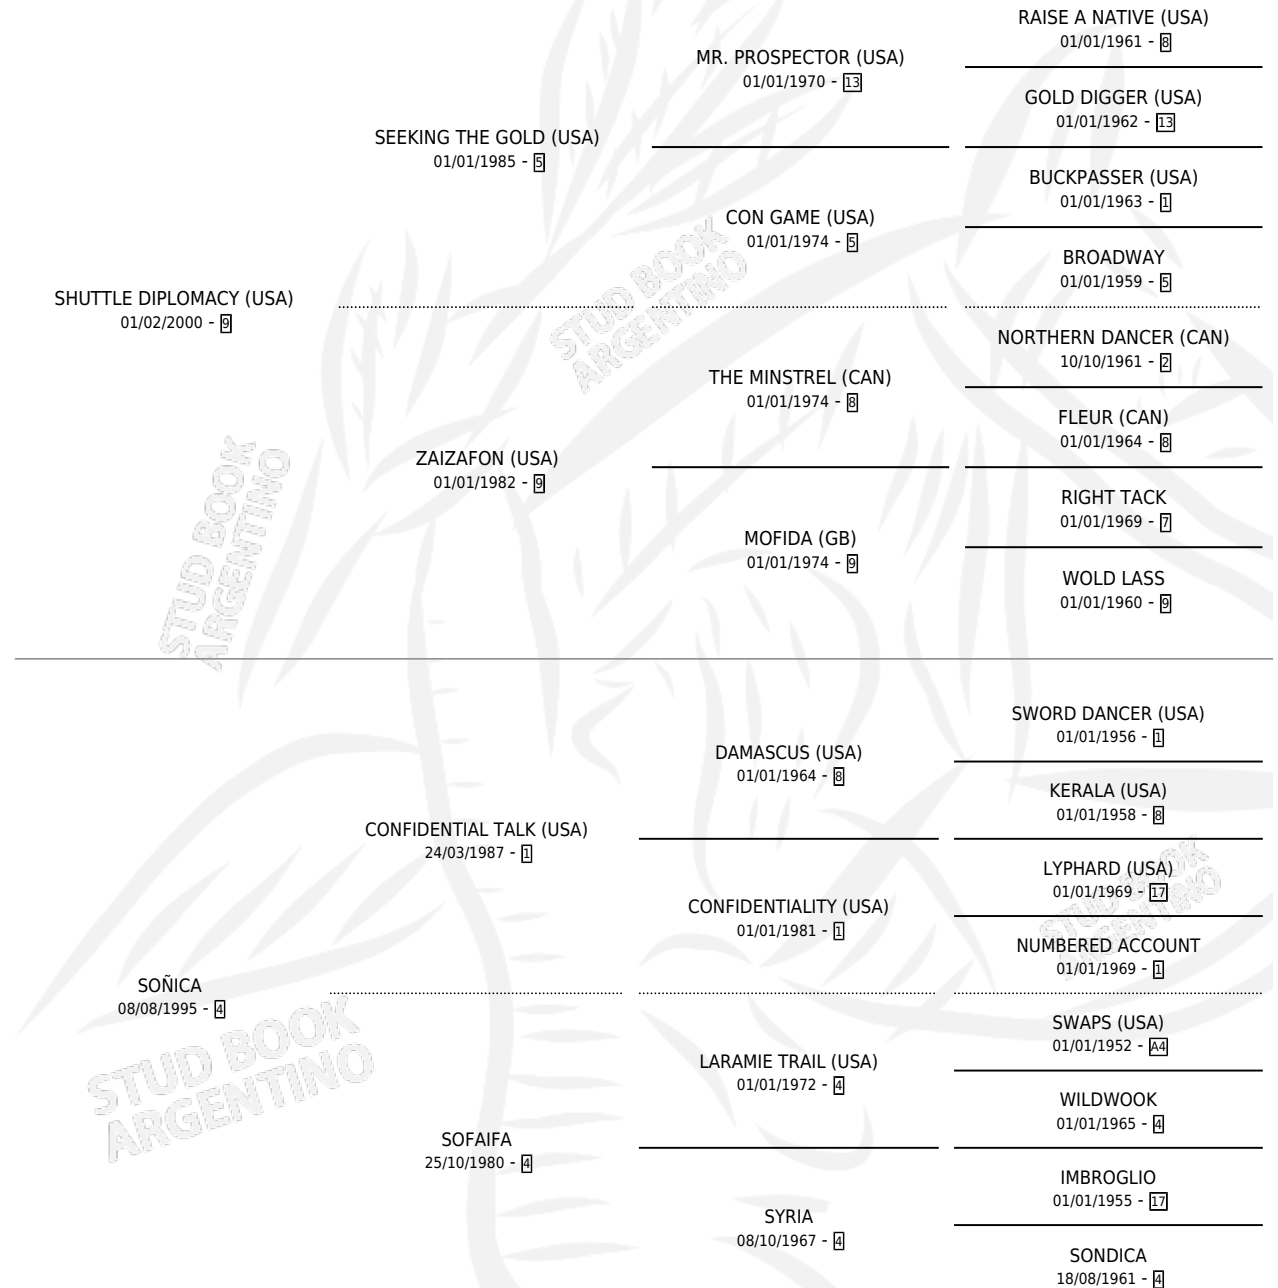 RAISE A NATIVE (USA)
01/01/1961 - 8
MR. PROSPECTOR (USA)
01/01/1970 - 13
GOLD DIGGER (USA)
01/01/1962 - 13
SEEKING THE GOLD (USA)
01/01/1985 - 5
BUCKPASSER (USA)
01/01/1963 - 1
CON GAME (USA)
01/01/1974 - 5
BROADWAY
01/01/1959 - 5
SHUTTLE DIPLOMACY (USA)
01/02/2000 - 9
NORTHERN DANCER (CAN)
10/10/1961 - 2
THE MINSTREL (CAN)
01/01/1974 - 8
FLEUR (CAN)
01/01/1964 - 8
ZAIZAFON (USA)
01/01/1982 - 9
RIGHT TACK
01/01/1969 - 7
MOFIDA (GB)
01/01/1974 - 9
WOLD LASS
01/01/1960 - 9
STUD BOOK
ARGENTINO
STUD BOOK
ARGENTINO
SWORD DANCER (USA)
01/01/1956 - 1
DAMASCUS (USA)
01/01/1964 - 8
KERALA (USA)
01/01/1958 - 8
CONFIDENTIAL TALK (USA)
24/03/1987 - 1
LYPHARD (USA)
01/01/1969 - 17
CONFIDENTIALITY (USA)
01/01/1981 - 1
NUMBERED ACCOUNT
01/01/1969 - 1
SOÑICA
08/08/1995 - 4
SWAPS (USA)
01/01/1952 - A4
LARAMIE TRAIL (USA)
01/01/1972 - 4
WILDWOOK
01/01/1965 - 4
SOFAIFA
25/10/1980 - 4
IMBROGLIO
01/01/1955 - 17
SYRIA
08/10/1967 - 4
SONDICA
18/08/1961 - 4
STUD BOOK
ARGENTINO
STUD BOOK
ARGENTINO